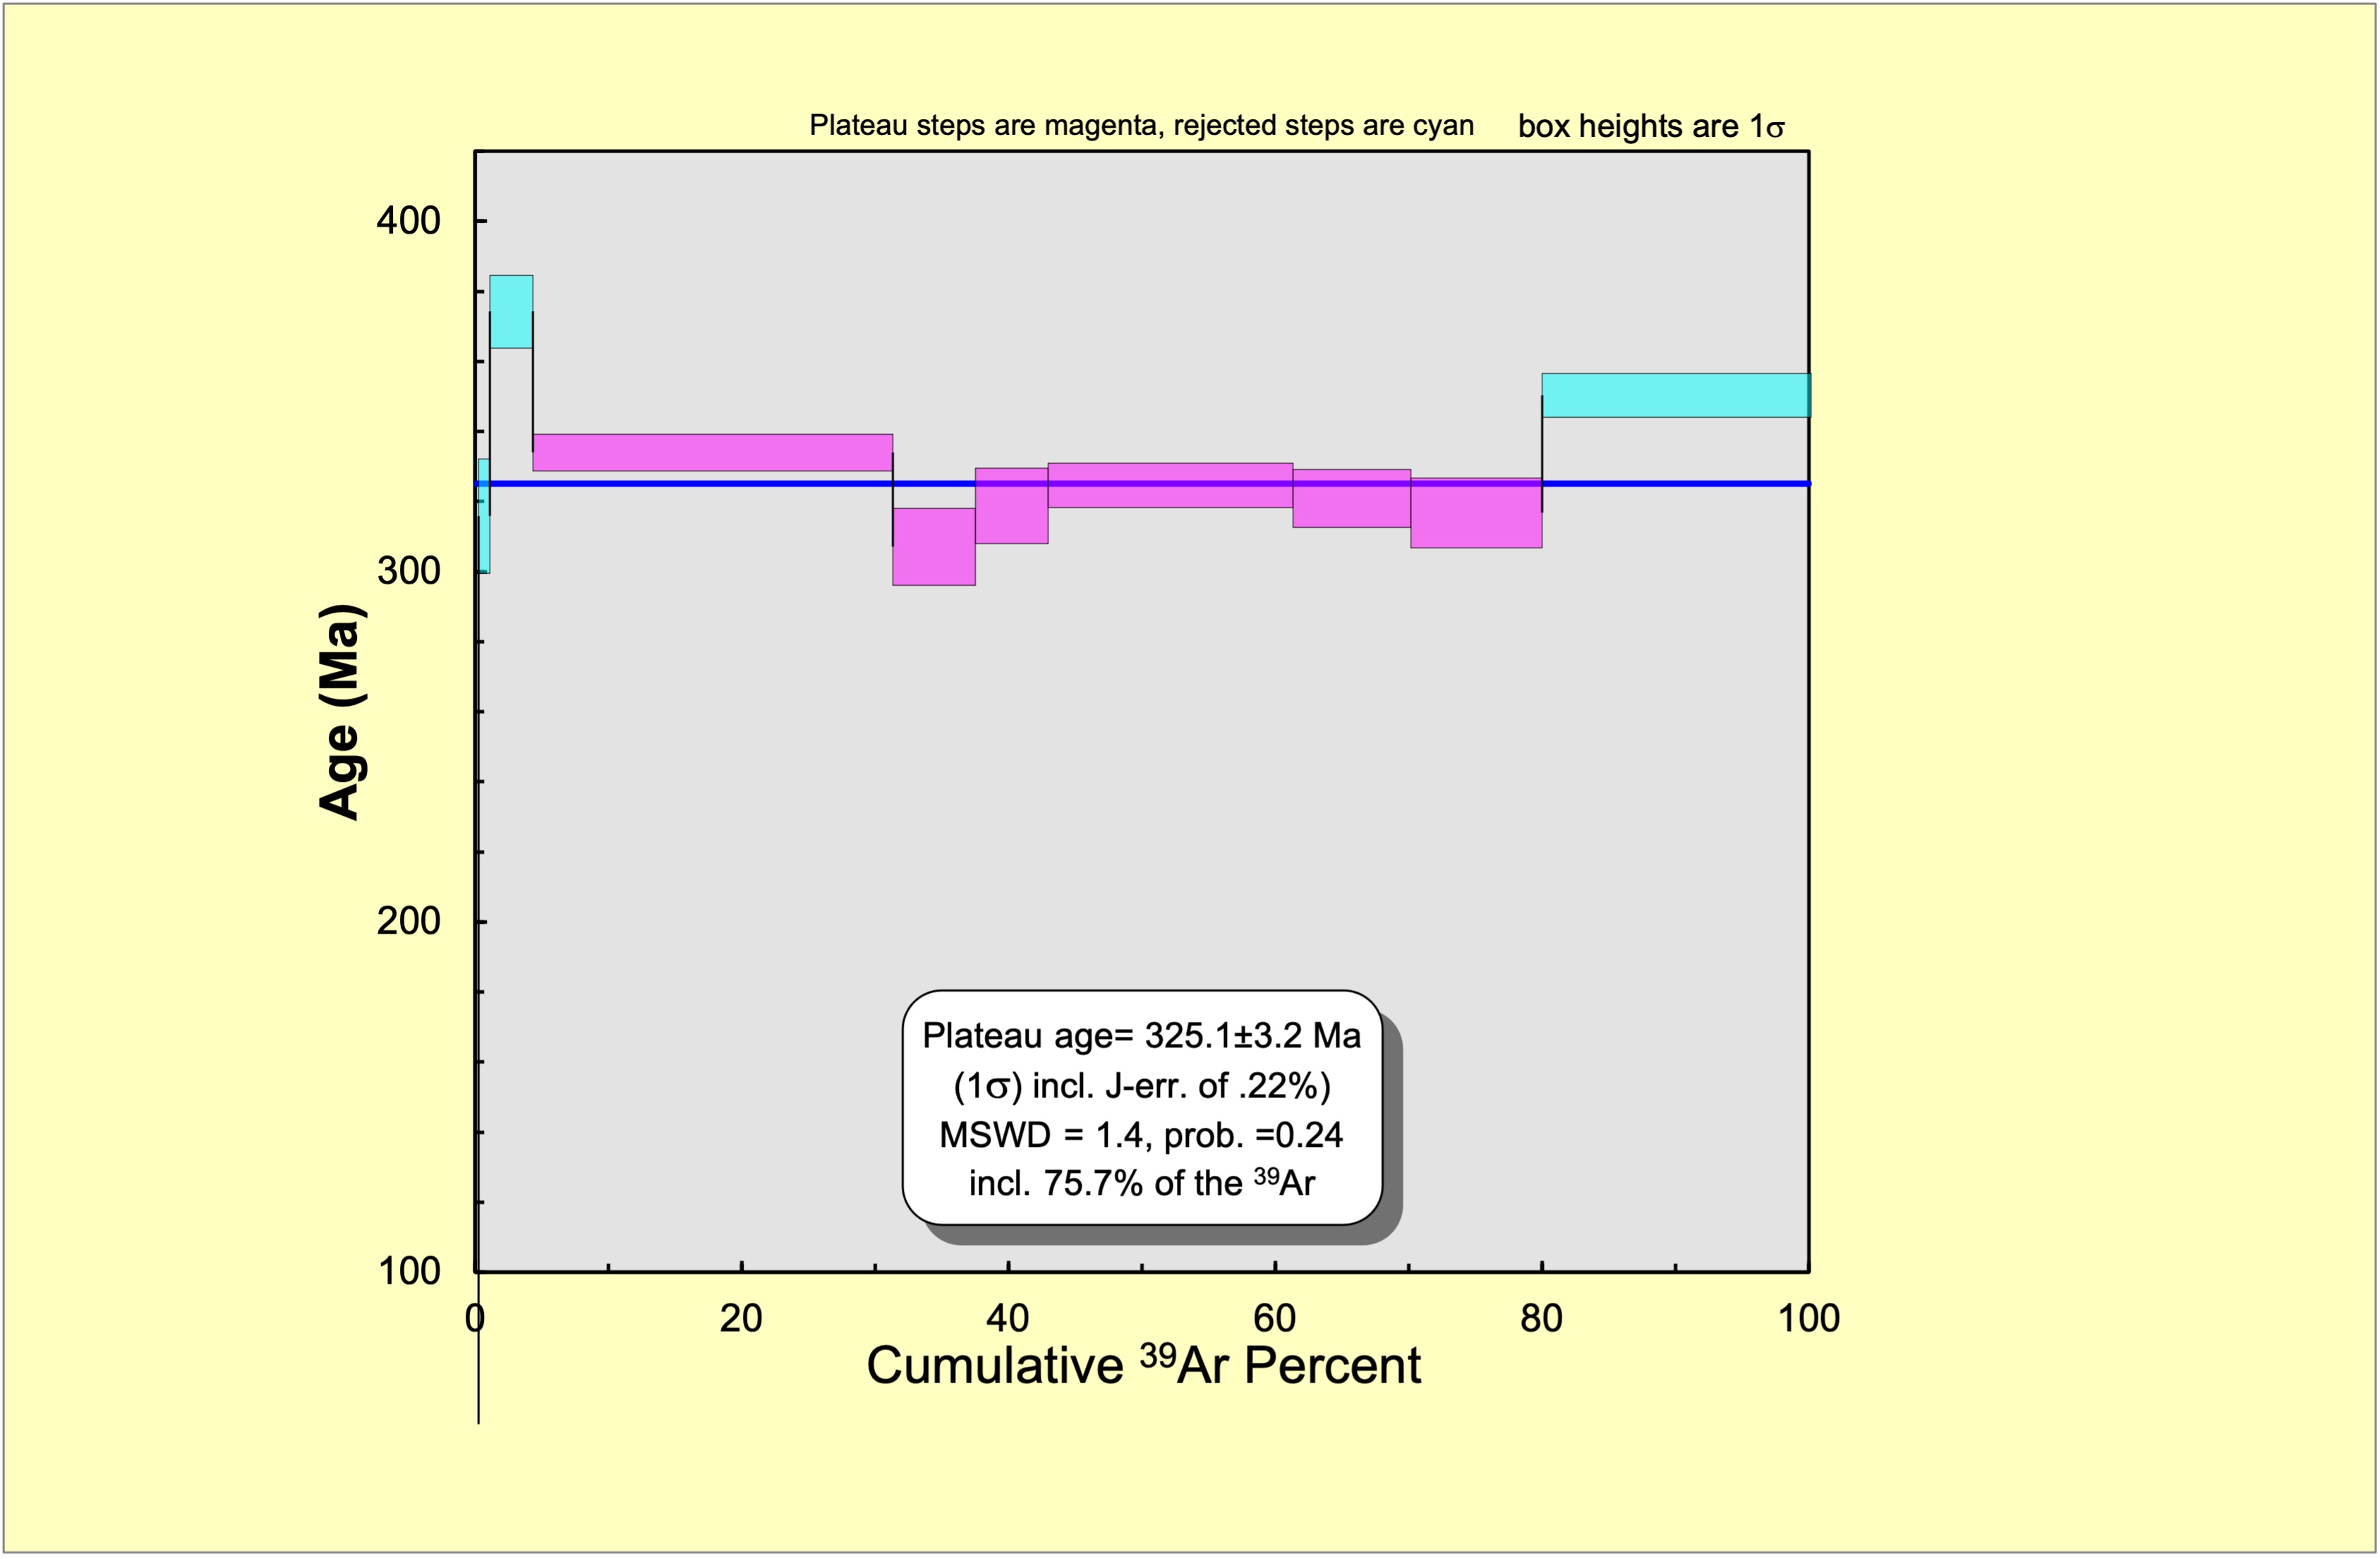 Plateau steps are magenta, rejected steps are cyan box heights are 1σ
400
300
200
100
Age (Ma)
Plateau age= 325.1±3.2 Ma
(1σ) incl. J-err. of .22%)
MSWD = 1.4, prob. =0.24
incl. 75.7% of the ³⁹Ar
0 20 40 60 80 100
Cumulative ³⁹Ar Percent